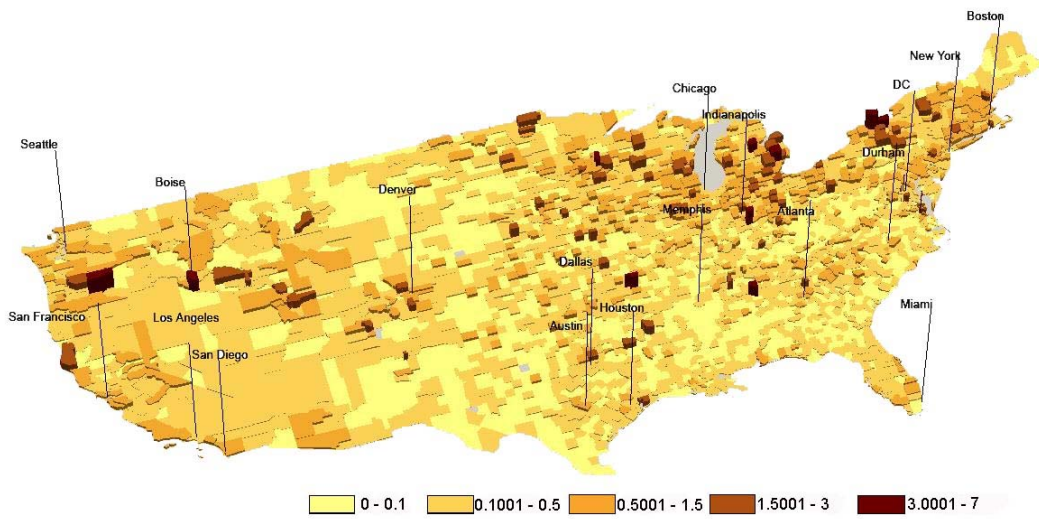 Boston
New York
Chicago
DC
Indianapolis
Seattle
Durham
Boise
Denver
Memphis
Atlanta
Dallas
San Francisco
Los Angeles
Houston
Miami
Austin
San Diego
0 - 0.1
0.1001 - 0.5
0.5001 - 1.5
1.5001 - 3
3.0001 - 7